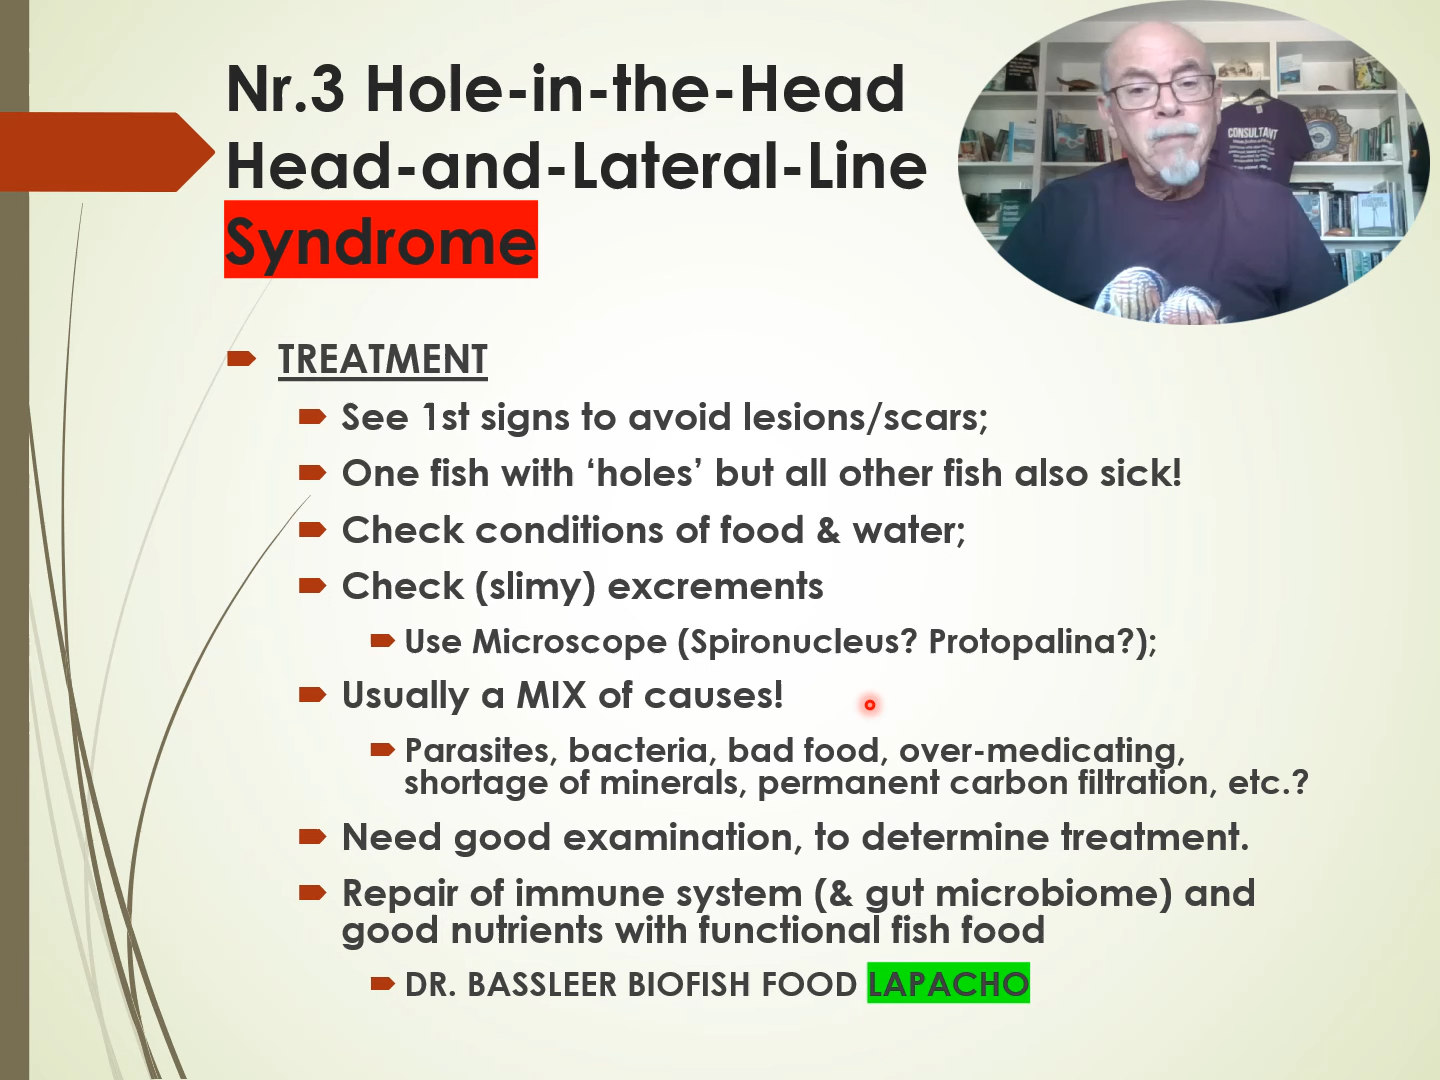 Nr.3 Hole-in-the-Head
Head-and-Lateral-Line
Syndrome
CONSULTANT
TREATMENT
See 1st signs to avoid lesions/scars;
One fish with ‘holes’ but all other fish also sick!
Check conditions of food & water;
Check (slimy) excrements
Use Microscope (Spironucleus? Protopalina?);
Usually a MIX of causes!
Parasites, bacteria, bad food, over-medicating,
shortage of minerals, permanent carbon filtration, etc.?
Need good examination, to determine treatment.
Repair of immune system (& gut microbiome) and
good nutrients with functional fish food
DR. BASSLEER BIOFISH FOOD LAPACHO